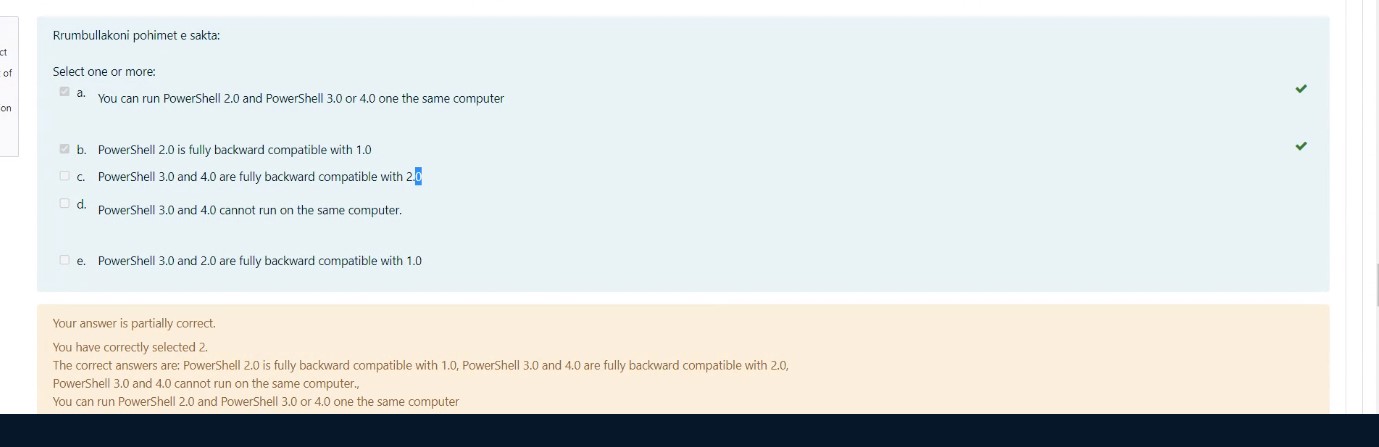 ct
of
on
Rrumbullakoni pohimet e sakta:
Select one or more:
a. You can run PowerShell 2.0 and PowerShell 3.0 or 4.0 one the same computer
b. PowerShell 2.0 is fully backward compatible with 1.0
c. PowerShell 3.0 and 4.0 are fully backward compatible with 2.0
d. PowerShell 3.0 and 4.0 cannot run on the same computer.
e. PowerShell 3.0 and 2.0 are fully backward compatible with 1.0
Your answer is partially correct.
You have correctly selected 2.
The correct answers are: PowerShell 2.0 is fully backward compatible with 1.0, PowerShell 3.0 and 4.0 are fully backward compatible with 2.0,
PowerShell 3.0 and 4.0 cannot run on the same computer.,
You can run PowerShell 2.0 and PowerShell 3.0 or 4.0 one the same computer